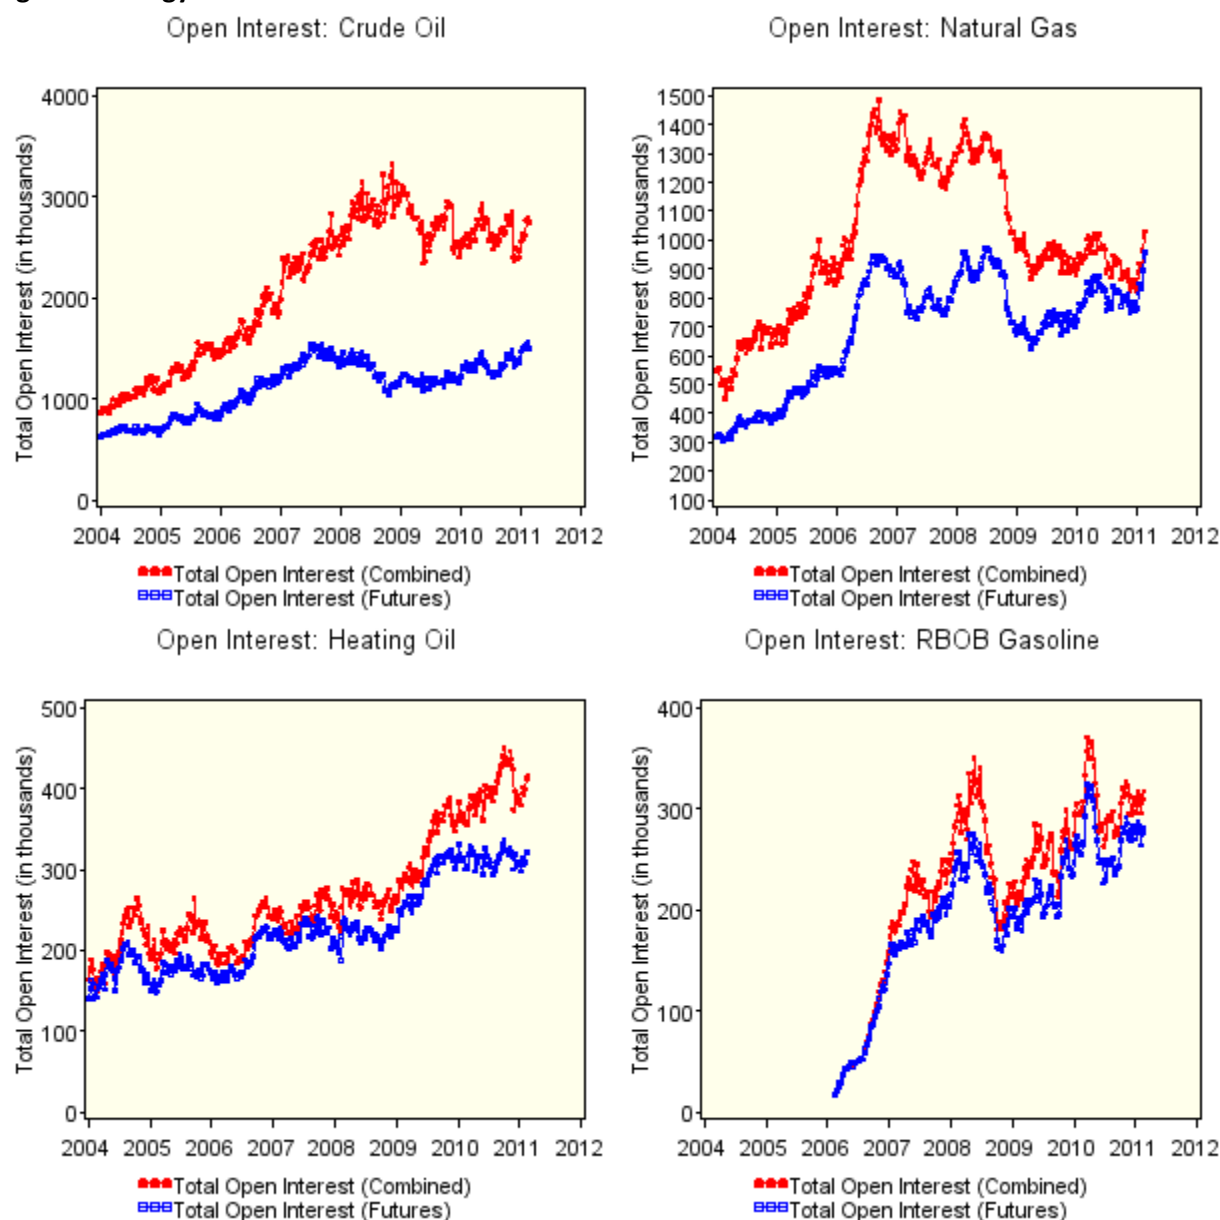 Open Interest: Crude Oil
Total Open Interest (in thousands)
4000
3000
2000
1000
0
2004 2005 2006 2007 2008 2009 2010 2011 2012
Total Open Interest (Combined)
Total Open Interest (Futures)
Open Interest: Natural Gas
Total Open Interest (in thousands)
1500
1400
1300
1200
1100
1000
900
800
700
600
500
400
300
200
100
2004 2005 2006 2007 2008 2009 2010 2011 2012
Total Open Interest (Combined)
Total Open Interest (Futures)
Open Interest: Heating Oil
Total Open Interest (in thousands)
500
400
300
200
100
0
2004 2005 2006 2007 2008 2009 2010 2011 2012
Total Open Interest (Combined)
Total Open Interest (Futures)
Open Interest: RBOB Gasoline
Total Open Interest (in thousands)
400
300
200
100
0
2004 2005 2006 2007 2008 2009 2010 2011 2012
Total Open Interest (Combined)
Total Open Interest (Futures)